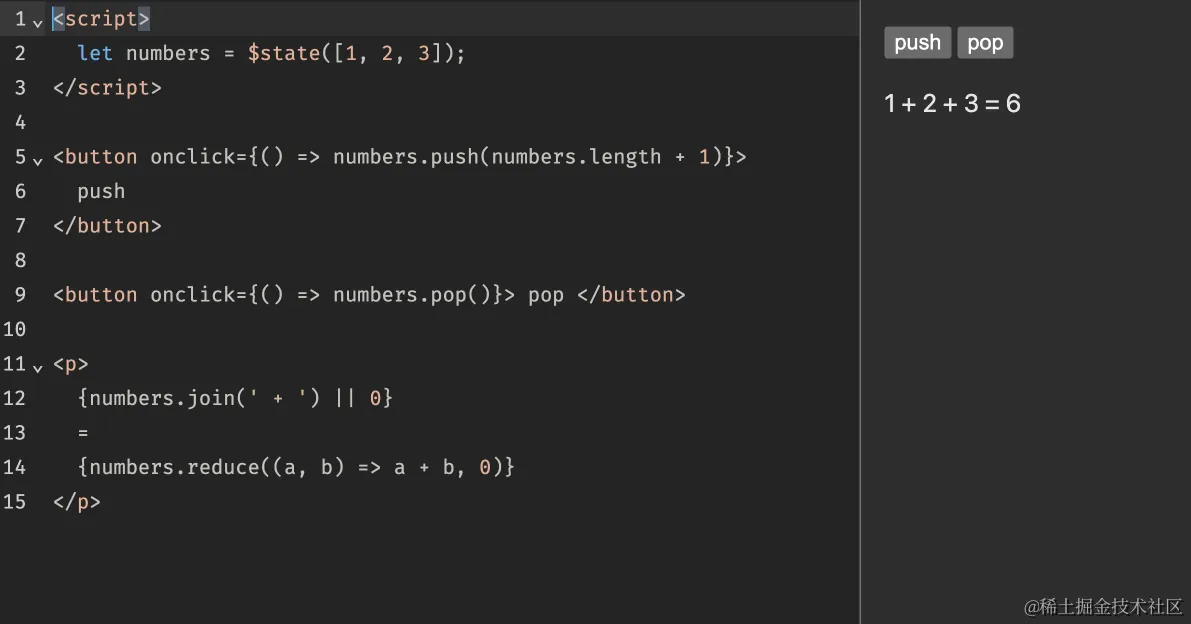 1 <script>
2 let numbers = $state([1, 2, 3]);
3 </script>
4
5 <button onclick={() => numbers.push(numbers.length + 1)}>
6 push
7 </button>
8
9 <button onclick={() => numbers.pop()}> pop </button>
10
11 <p>
12 {numbers.join(' + ') || 0}
13 =
14 {numbers.reduce((a, b) => a + b, 0)}
15 </p>
push pop
1 + 2 + 3 = 6
@稀土掘金技术社区